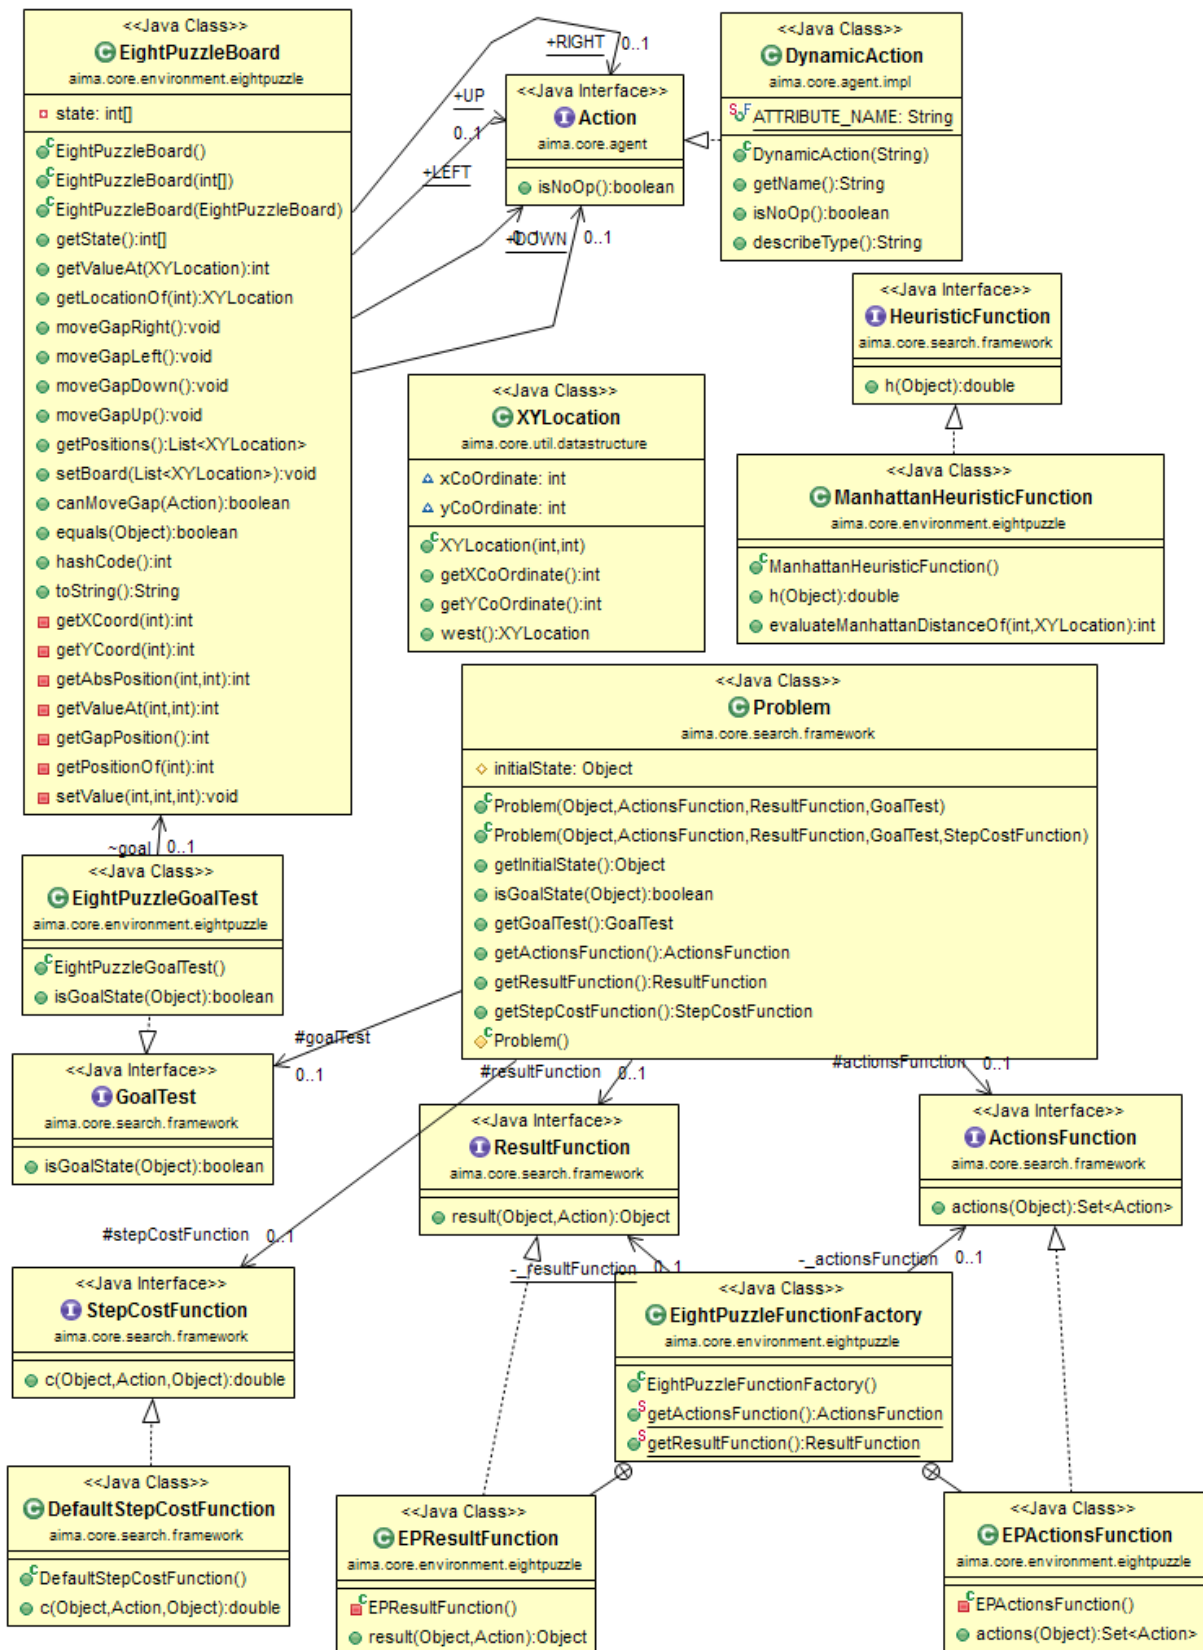 <<Java Class>>
EightPuzzleBoard
aima.core.environment.eightpuzzle
state: int[]
EightPuzzleBoard()
EightPuzzleBoard(int[])
EightPuzzleBoard(EightPuzzleBoard)
getState():int[]
getValueAt(XYLocation):int
getLocationOf(int):XYLocation
moveGapRight():void
moveGapLeft():void
moveGapDown():void
moveGapUp():void
getPositions():List<XYLocation>
setBoard(List<XYLocation>):void
canMoveGap(Action):boolean
equals(Object):boolean
hashCode():int
toString():String
getXCoord(int):int
getYCoord(int):int
getAbsPosition(int,int):int
getValueAt(int,int):int
getGapPosition():int
getPositionOf(int):int
setValue(int,int,int):void
+RIGHT 0..1
+UP
0..1
+LEFT
0..1
+DOWN 0..1
<<Java Interface>>
Action
aima.core.agent
isNoOp():boolean
<<Java Class>>
DynamicAction
aima.core.agent.impl
ATTRIBUTE_NAME: String
DynamicAction(String)
getName():String
isNoOp():boolean
describeType():String
<<Java Interface>>
HeuristicFunction
aima.core.search.framework
h(Object):double
<<Java Class>>
XYLocation
aima.core.util.datastructure
xCoOrdinate: int
yCoOrdinate: int
XYLocation(int,int)
getXCoOrdinate():int
getYCoOrdinate():int
west():XYLocation
<<Java Class>>
ManhattanHeuristicFunction
aima.core.environment.eightpuzzle
ManhattanHeuristicFunction()
h(Object):double
evaluateManhattanDistanceOf(int,XYLocation):int
<<Java Class>>
Problem
aima.core.search.framework
initialState: Object
Problem(Object,ActionsFunction,ResultFunction,GoalTest)
Problem(Object,ActionsFunction,ResultFunction,GoalTest,StepCostFunction)
getInitialState():Object
isGoalState(Object):boolean
getGoalTest():GoalTest
getActionsFunction():ActionsFunction
getResultFunction():ResultFunction
getStepCostFunction():StepCostFunction
Problem()
~goal 0..1
<<Java Class>>
EightPuzzleGoalTest
aima.core.environment.eightpuzzle
EightPuzzleGoalTest()
isGoalState(Object):boolean
#goalTest
0..1
<<Java Interface>>
GoalTest
aima.core.search.framework
isGoalState(Object):boolean
#resultFunction 0..1
#actionsFunction 0..1
<<Java Interface>>
ResultFunction
aima.core.search.framework
result(Object,Action):Object
<<Java Interface>>
ActionsFunction
aima.core.search.framework
actions(Object):Set<Action>
#stepCostFunction 0..1
<<Java Interface>>
StepCostFunction
aima.core.search.framework
c(Object,Action,Object):double
-_resultFunction 0..1
-_actionsFunction 0..1
<<Java Class>>
EightPuzzleFunctionFactory
aima.core.environment.eightpuzzle
EightPuzzleFunctionFactory()
getActionsFunction():ActionsFunction
getResultFunction():ResultFunction
<<Java Class>>
DefaultStepCostFunction
aima.core.search.framework
DefaultStepCostFunction()
c(Object,Action,Object):double
<<Java Class>>
EPResultFunction
aima.core.environment.eightpuzzle
EPResultFunction()
result(Object,Action):Object
<<Java Class>>
EPActionsFunction
aima.core.environment.eightpuzzle
EPActionsFunction()
actions(Object):Set<Action>